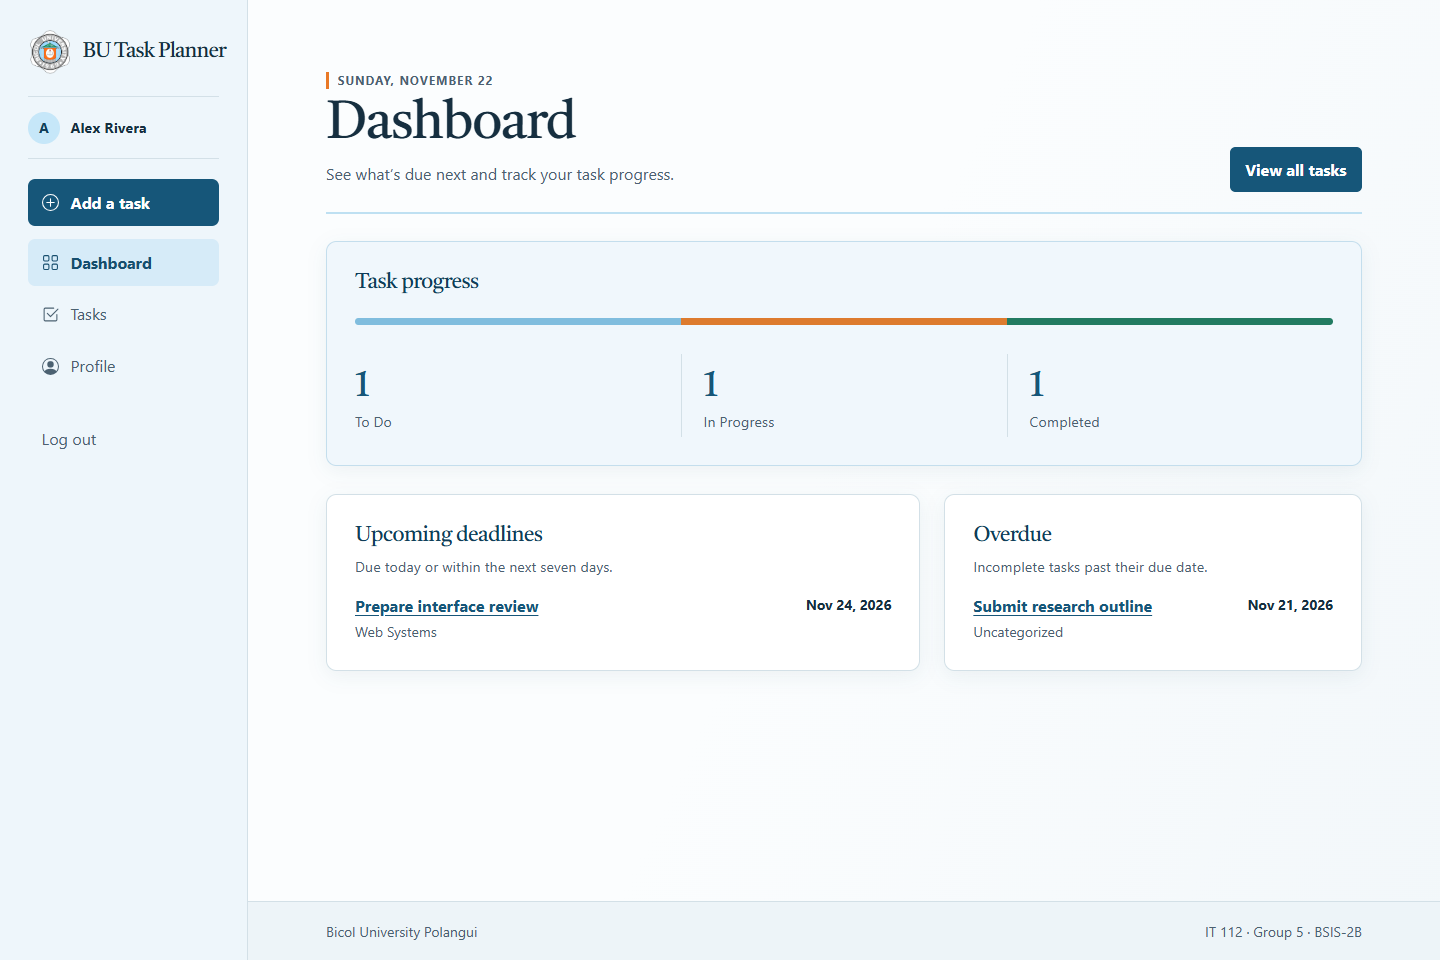 BU Task Planner
A
Alex Rivera
Add a task
Dashboard
Tasks
Profile
Log out
SUNDAY, NOVEMBER 22
Dashboard
See what's due next and track your task progress.
View all tasks
Task progress
1
To Do
1
In Progress
1
Completed
Upcoming deadlines
Due today or within the next seven days.
Prepare interface review
Nov 24, 2026
Web Systems
Overdue
Incomplete tasks past their due date.
Submit research outline
Nov 21, 2026
Uncategorized
Bicol University Polangui
IT 112 · Group 5 · BSIS-2B